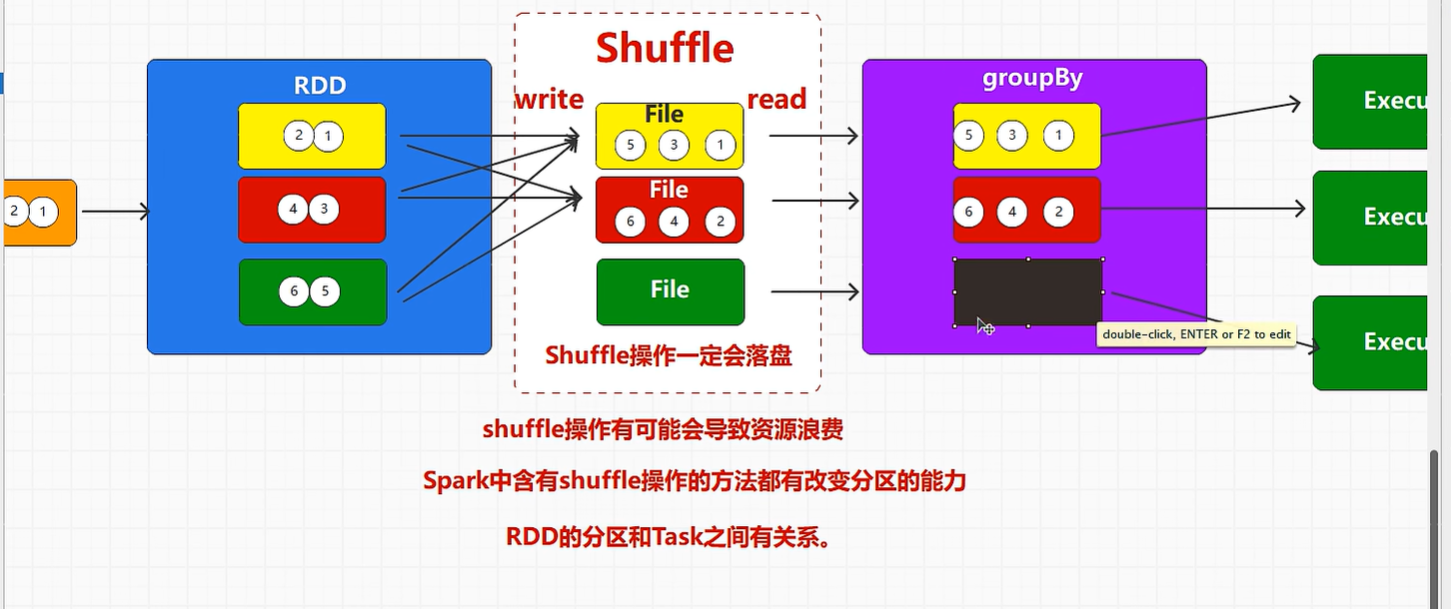 Shuffle
RDD
groupBy
write
read
File
2 1
5 3 1
5 3 1
Execu
4 3
File
6 4 2
6 4 2
Execu
2 1
6 5
File
double-click, ENTER or F2 to edit
Execu
Shuffle操作一定会落盘
shuffle操作有可能会导致资源浪费
Spark中含有shuffle操作的方法都有改变分区的能力
RDD的分区和Task之间有关系。